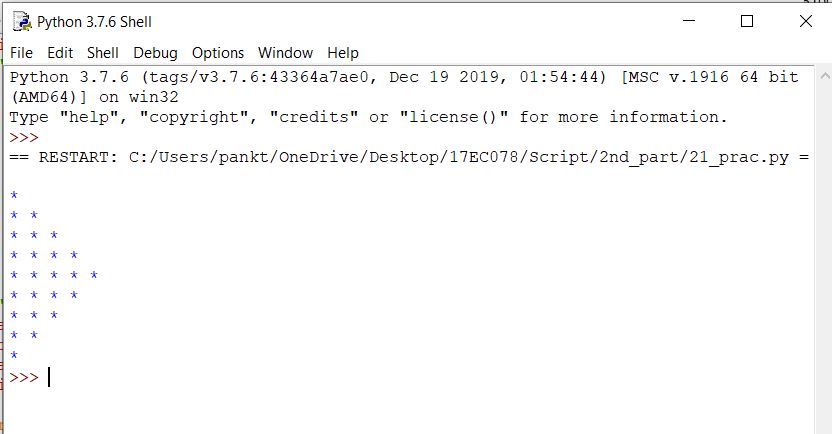 Python 3.7.6 Shell
File Edit Shell Debug Options Window Help
Python 3.7.6 (tags/v3.7.6:43364a7ae0, Dec 19 2019, 01:54:44) [MSC v.1916 64 bit
(AMD64)] on win32
Type "help", "copyright", "credits" or "license()" for more information.
>>>
== RESTART: C:/Users/pankt/OneDrive/Desktop/17EC078/Script/2nd_part/21_prac.py =
*
* *
* * *
* * * *
* * * * *
* * * *
* * *
* *
*
>>>